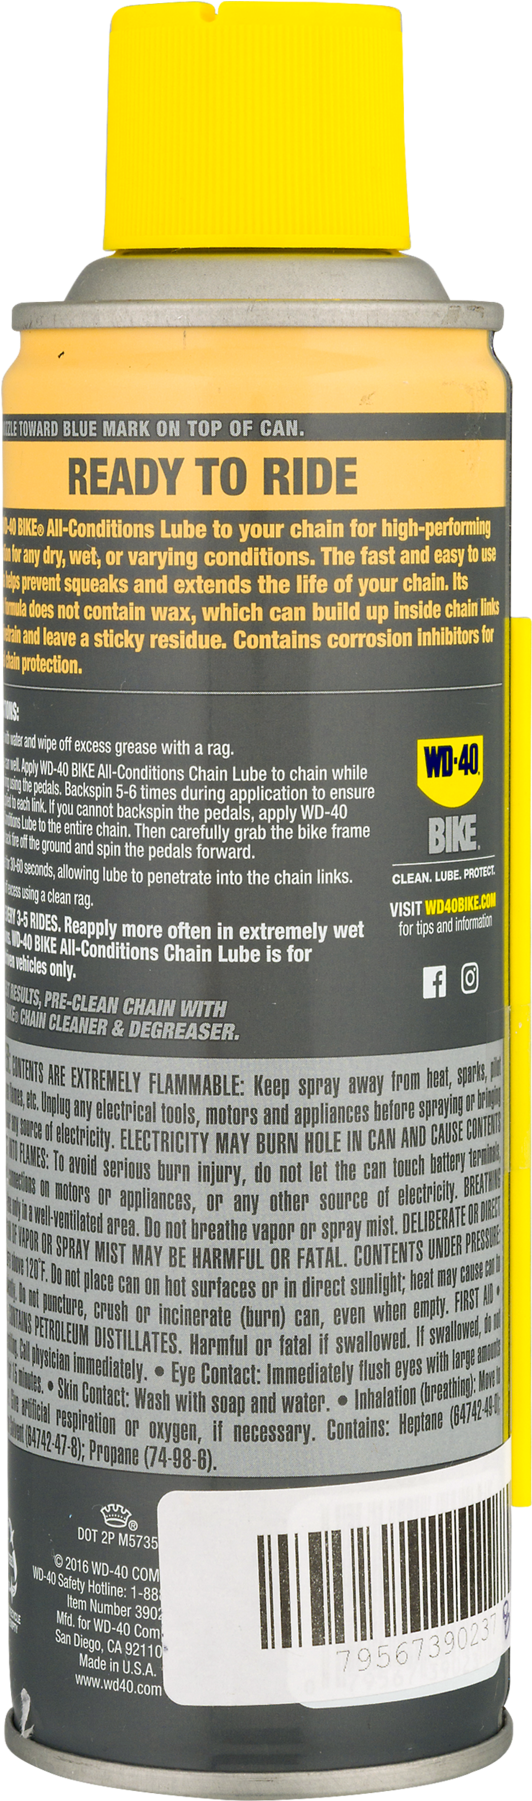 TOWARD BLUE MARK ON TOP OF CAN.
READY TO RIDE
BIKE® All-Conditions Lube to your chain for high-performing
for any dry, wet, or varying conditions. The fast and easy to use
helps prevent squeaks and extends the life of your chain. Its
formula does not contain wax, which can build up inside chain links
and leave a sticky residue. Contains corrosion inhibitors for
chain protection.
water and wipe off excess grease with a rag.
well. Apply WD-40 BIKE All-Conditions Chain Lube to chain while
using the pedals. Backspin 5-6 times during application to ensure
to each link. If you cannot backspin the pedals, apply WD-40
Lube to the entire chain. Then carefully grab the bike frame
off the ground and spin the pedals forward.
for 30-60 seconds, allowing lube to penetrate into the chain links.
excess using a clean rag.
3-5 RIDES. Reapply more often in extremely wet
WD-40 BIKE All-Conditions Chain Lube is for
vehicles only.
RESULTS, PRE-CLEAN CHAIN WITH
CHAIN CLEANER & DEGREASER.
WD-40®
BIKE®
CLEAN. LUBE. PROTECT.
VISIT WD40BIKE.COM
for tips and information
CONTENTS ARE EXTREMELY FLAMMABLE: Keep spray away from heat, sparks, pilot
etc. Unplug any electrical tools, motors and appliances before spraying or bringing
any source of electricity. ELECTRICITY MAY BURN HOLE IN CAN AND CAUSE CONTENTS
FLAMES: To avoid serious burn injury, do not let the can touch battery terminals,
connections on motors or appliances, or any other source of electricity. BREATHING
only in a well-ventilated area. Do not breathe vapor or spray mist. DELIBERATE OR DIRECT
OF VAPOR OR SPRAY MIST MAY BE HARMFUL OR FATAL. CONTENTS UNDER PRESSURE:
above 120°F. Do not place can on hot surfaces or in direct sunlight; heat may cause can to
Do not puncture, crush or incinerate (burn) can, even when empty. FIRST AID •
PETROLEUM DISTILLATES. Harmful or fatal if swallowed. If swallowed, do not
Call physician immediately. • Eye Contact: Immediately flush eyes with large amounts
15 minutes. • Skin Contact: Wash with soap and water. • Inhalation (breathing): Move to
artificial respiration or oxygen, if necessary. Contains: Heptane (64742-49-0);
(64742-47-8); Propane (74-98-6).
DOT 2P M5735
© 2016 WD-40 COM
WD-40 Safety Hotline: 1-88
Item Number 3902
Mfd. for WD-40 Com
San Diego, CA 92110
Made in U.S.A.
www.wd40.com
79567390237